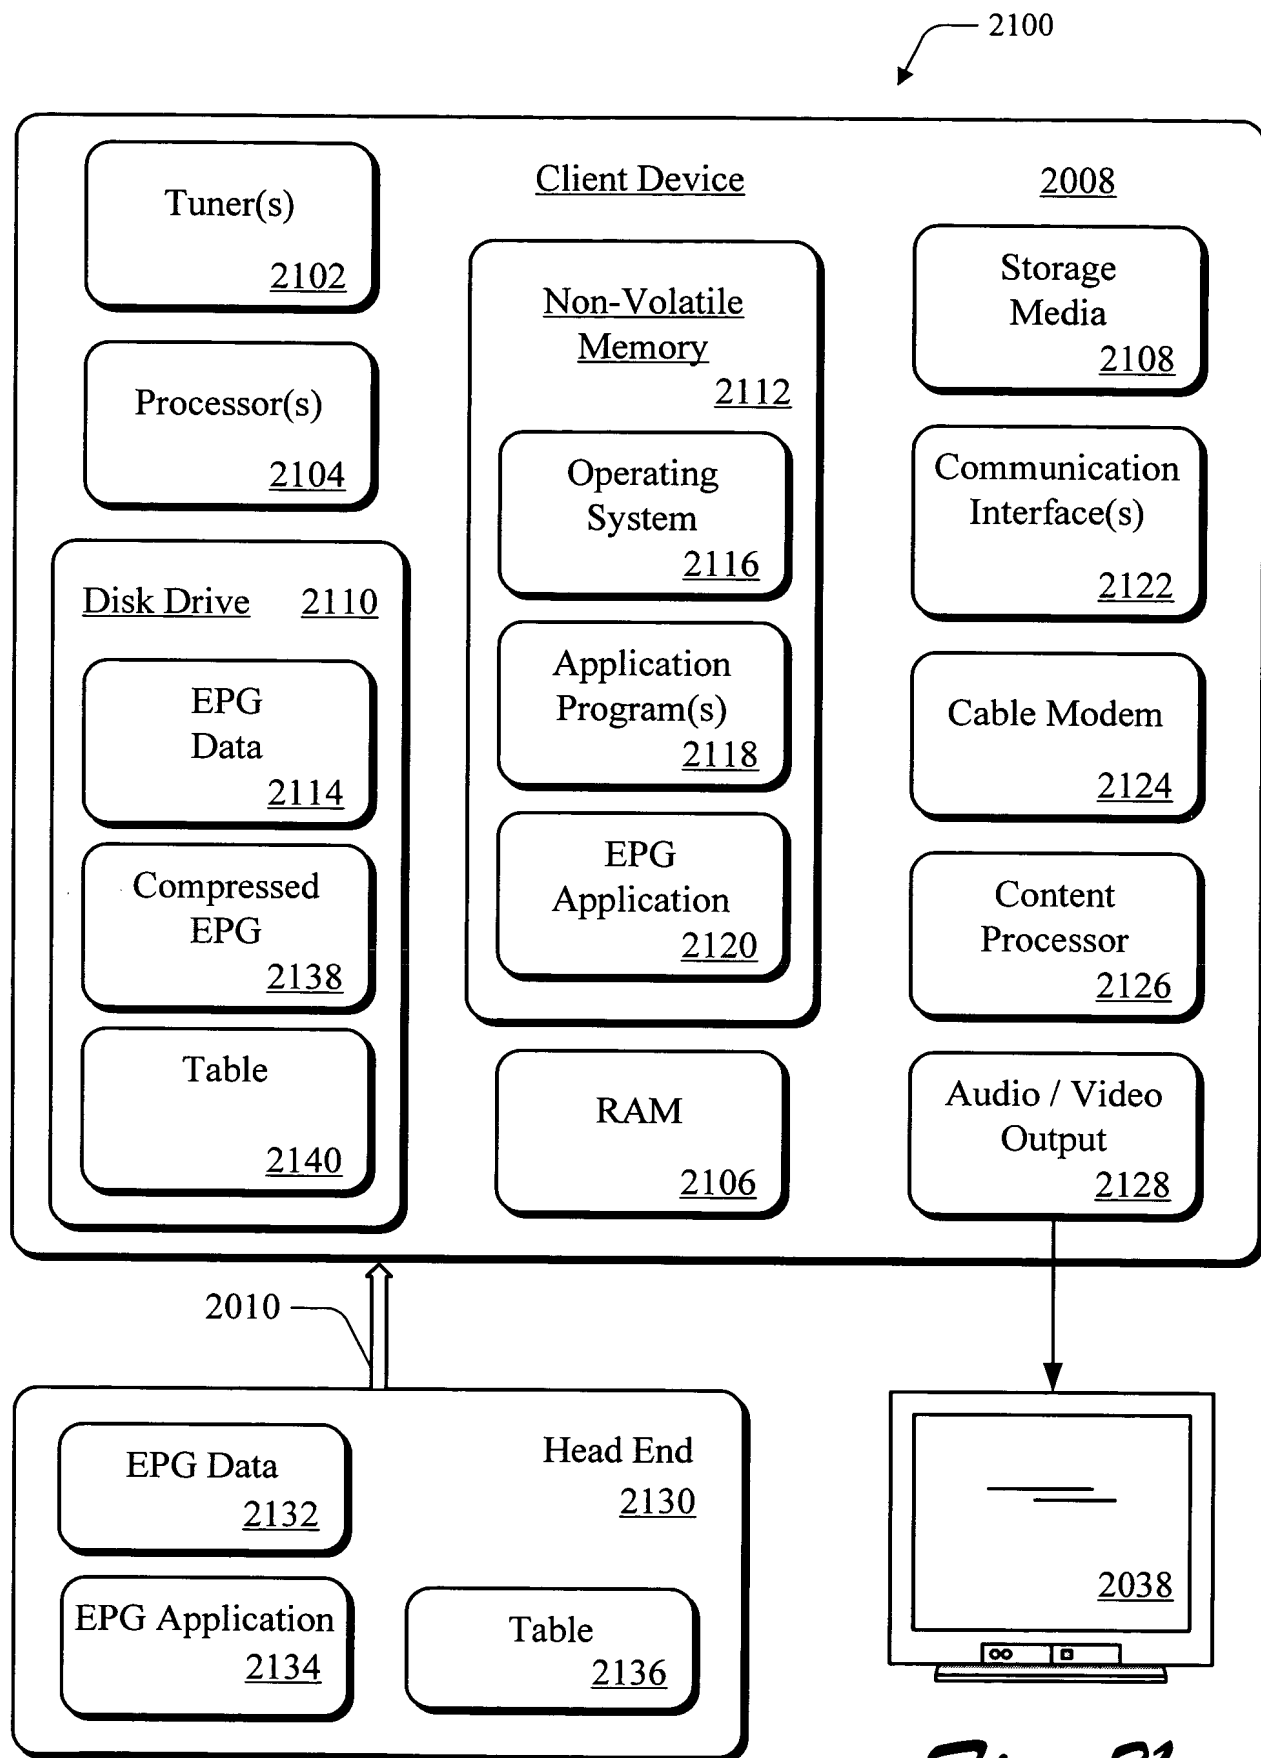 2100
Client Device
2008
Tuner(s)
2102
Processor(s)
2104
Disk Drive 2110
EPG
Data
2114
Compressed
EPG
2138
Table
2140
Non-Volatile
Memory
2112
Operating
System
2116
Application
Program(s)
2118
EPG
Application
2120
RAM
2106
Storage
Media
2108
Communication
Interface(s)
2122
Cable Modem
2124
Content
Processor
2126
Audio / Video
Output
2128
2010
Head End
2130
EPG Data
2132
EPG Application
2134
Table
2136
2038